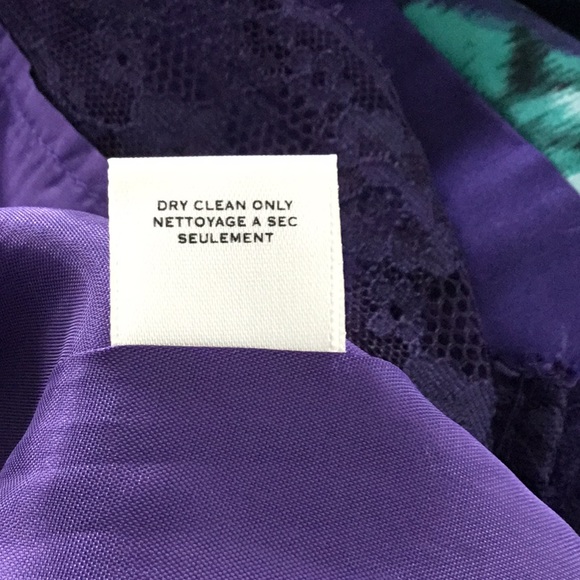 DRY CLEAN ONLY
NETTOYAGE A SEC
SEULEMENT